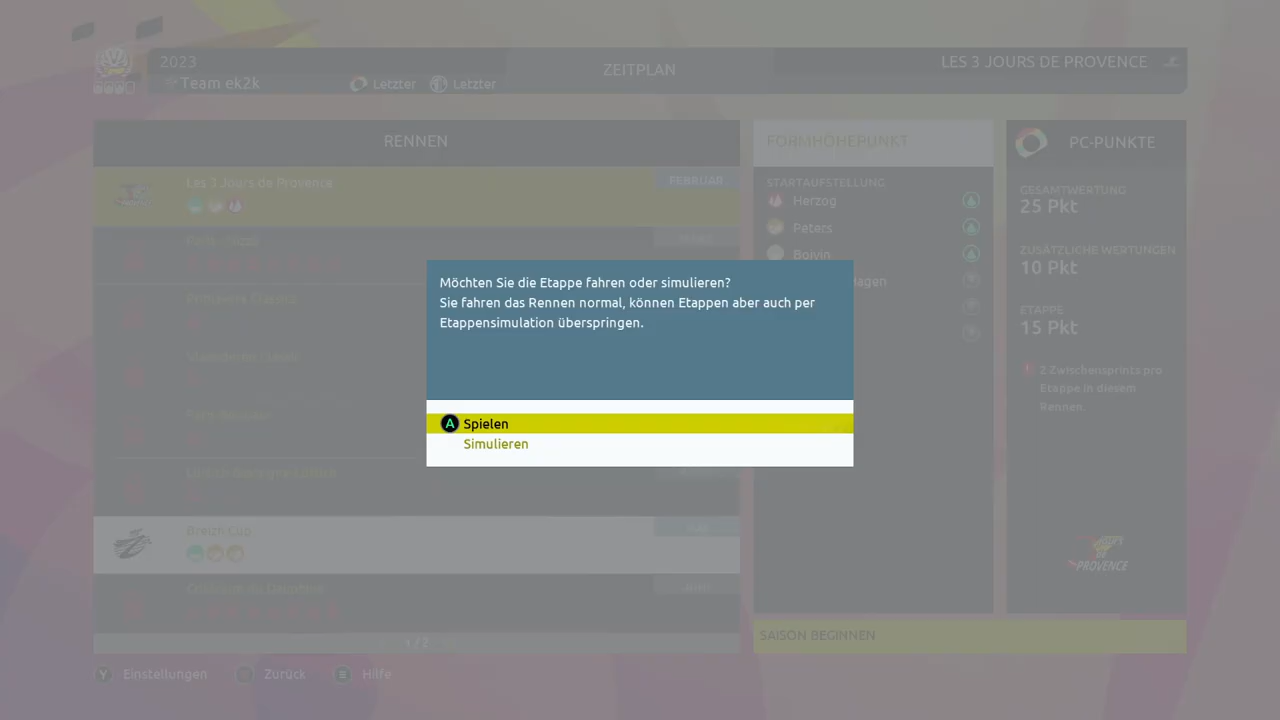 2023
Team ek2k
Letzter
Letzter
ZEITPLAN
LES 3 JOURS DE PROVENCE
RENNEN
Les 3 Jours de Provence
FEBRUAR
Breizh Cup
1 / 2
FORMHÖHEPUNKT
STARTAUFSTELLUNG
Herzog
Peters
Boivin
Hagen
PC-PUNKTE
GESAMTWERTUNG
25 Pkt
ZUSÄTZLICHE WERTUNGEN
10 Pkt
ETAPPE
15 Pkt
2 Zwischensprints pro
Etappe in diesem
Rennen.
PROVENCE
Möchten Sie die Etappe fahren oder simulieren?
Sie fahren das Rennen normal, können Etappen aber auch per
Etappensimulation überspringen.
A Spielen
Simulieren
SAISON BEGINNEN
Y Einstellungen
Zurück
Hilfe